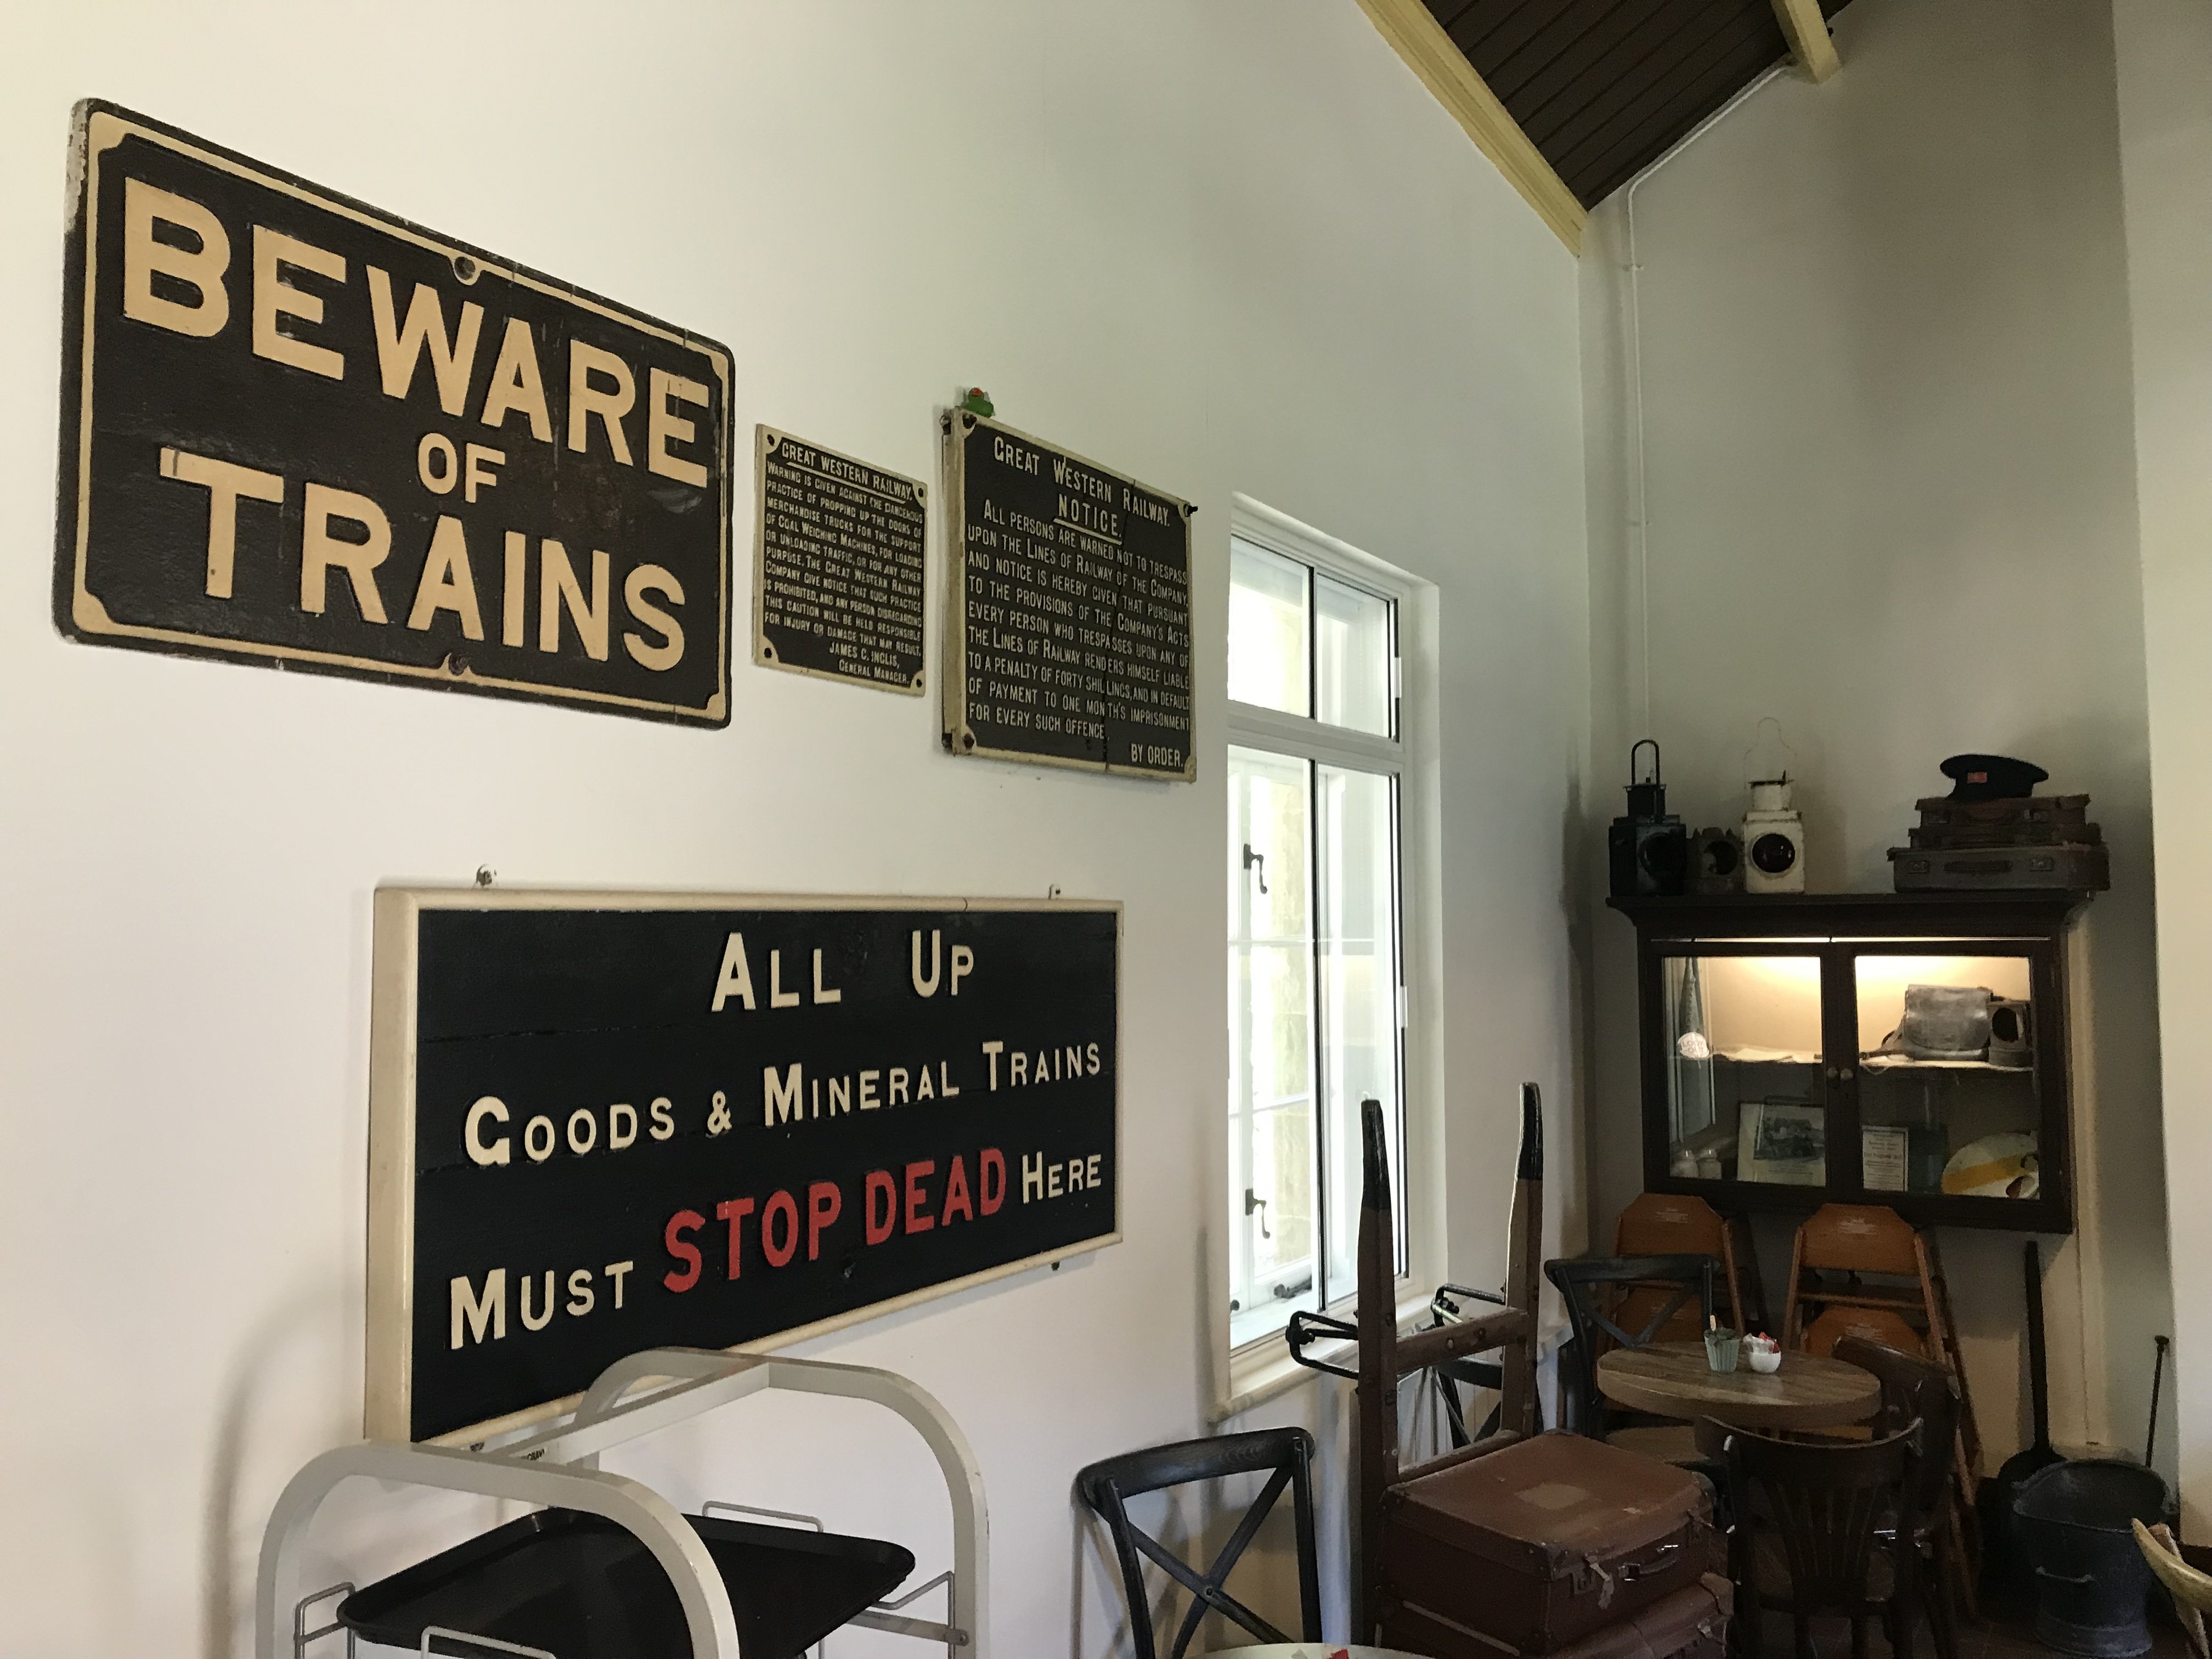 BEWARE
OF
TRAINS
GREAT WESTERN RAILWAY.
WARNING IS GIVEN AGAINST THE DANGEROUS
PRACTICE OF PROPPING UP THE DOORS OF
MERCHANDISE TRUCKS FOR THE SUPPORT
OF COAL WEIGHING MACHINES, FOR LOADING
OR UNLOADING TRAFFIC, OR FOR ANY OTHER
PURPOSE. THE GREAT WESTERN RAILWAY
COMPANY GIVE NOTICE THAT SUCH PRACTICE
IS PROHIBITED, AND ANY PERSON DISREGARDING
THIS CAUTION WILL BE HELD RESPONSIBLE
FOR INJURY OR DAMAGE THAT MAY RESULT.
JAMES C. INGLIS,
GENERAL MANAGER.
GREAT WESTERN RAILWAY.
NOTICE.
ALL PERSONS ARE WARNED NOT TO TRESPASS
UPON THE LINES OF RAILWAY OF THE COMPANY,
AND NOTICE IS HEREBY GIVEN THAT PURSUANT
TO THE PROVISIONS OF THE COMPANY'S ACTS
EVERY PERSON WHO TRESPASSES UPON ANY OF
THE LINES OF RAILWAY RENDERS HIMSELF LIABLE
TO A PENALTY OF FORTY SHILLINGS, AND IN DEFAULT
OF PAYMENT TO ONE MONTH'S IMPRISONMENT
FOR EVERY SUCH OFFENCE.
BY ORDER.
ALL UP
GOODS & MINERAL TRAINS
MUST STOP DEAD HERE